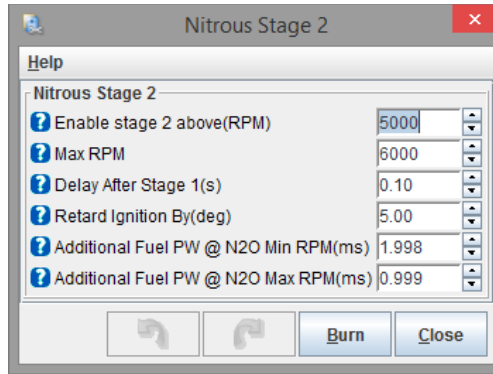 Nitrous Stage 2
Help
Nitrous Stage 2
Enable stage 2 above(RPM) 5000
Max RPM 6000
Delay After Stage 1(s) 0.10
Retard Ignition By(deg) 5.00
Additional Fuel PW @ N2O Min RPM(ms) 1.998
Additional Fuel PW @ N2O Max RPM(ms) 0.999
Burn Close